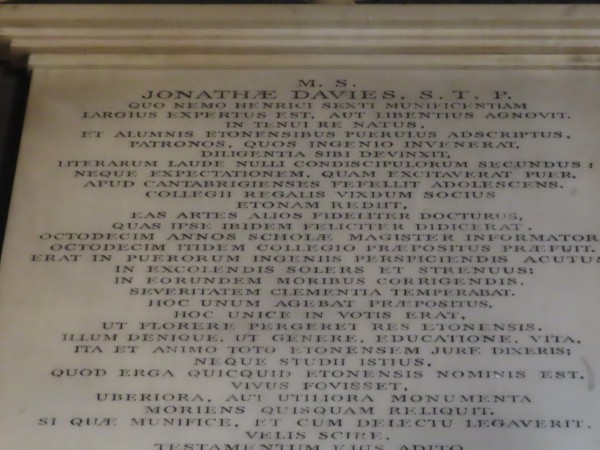 M. S.
JONATHÆ DAVIES, S. T. P.
QUO NEMO HENRICI SEXTI MUNIFICENTIAM
LARGIUS EXPERTUS EST, AUT LIBENTIUS AGNOVIT.
IN TENUI RE NATUS,
ET ALUMNIS ETONENSIBUS PUERULUS ADSCRIPTUS,
PATRONOS, QUOS INGENIO INVENERAT,
DILIGENTIA SIBI DEVINXIT,
LITERARUM LAUDE NULLI CONDISCIPULORUM SECUNDUS:
NEQUE EXPECTATIONEM, QUAM EXCITAVERAT PUER,
APUD CANTABRIGIENSES FEFELLIT ADOLESCENS.
COLLEGII REGALIS VIXDUM SOCIUS
ETONAM REDIIT,
EAS ARTES ALIOS FIDELITER DOCTURUS,
QUAS IPSE IBIDEM FELICITER DIDICERAT.
OCTODECIM ANNOS SCHOLÆ MAGISTER INFORMATOR
OCTODECIM ITIDEM COLLEGIO PRÆPOSITUS PRÆFUIT.
ERAT IN PUERORUM INGENIIS PERSPICIENDIS ACUTUS
IN EXCOLENDIS SOLERS ET STRENUUS:
IN EORUNDEM MORIBUS CORRIGENDIS,
SEVERITATEM CLEMENTIA TEMPERABAT.
HOC UNUM AGEBAT PRÆPOSITUS,
HOC UNICE IN VOTIS ERAT,
UT FLORERE PERGERET RES ETONENSIS.
ILLUM DENIQUE, UT GENERE, EDUCATIONE, VITA,
ITA ET ANIMO TOTO ETONENSEM JURE DIXERIS;
NEQUE STUDII ISTIUS,
QUOD ERGA QUICQUID ETONENSIS NOMINIS EST,
VIVUS FOVISSET,
UBERIORA, AUT UTILIORA MONUMENTA
MORIENS QUISQUAM RELIQUIT.
SI QUÆ MUNIFICE, ET CUM DELECTU LEGAVERIT,
VELIS SCIRE,
TESTAMENTUM EJUS ADITO